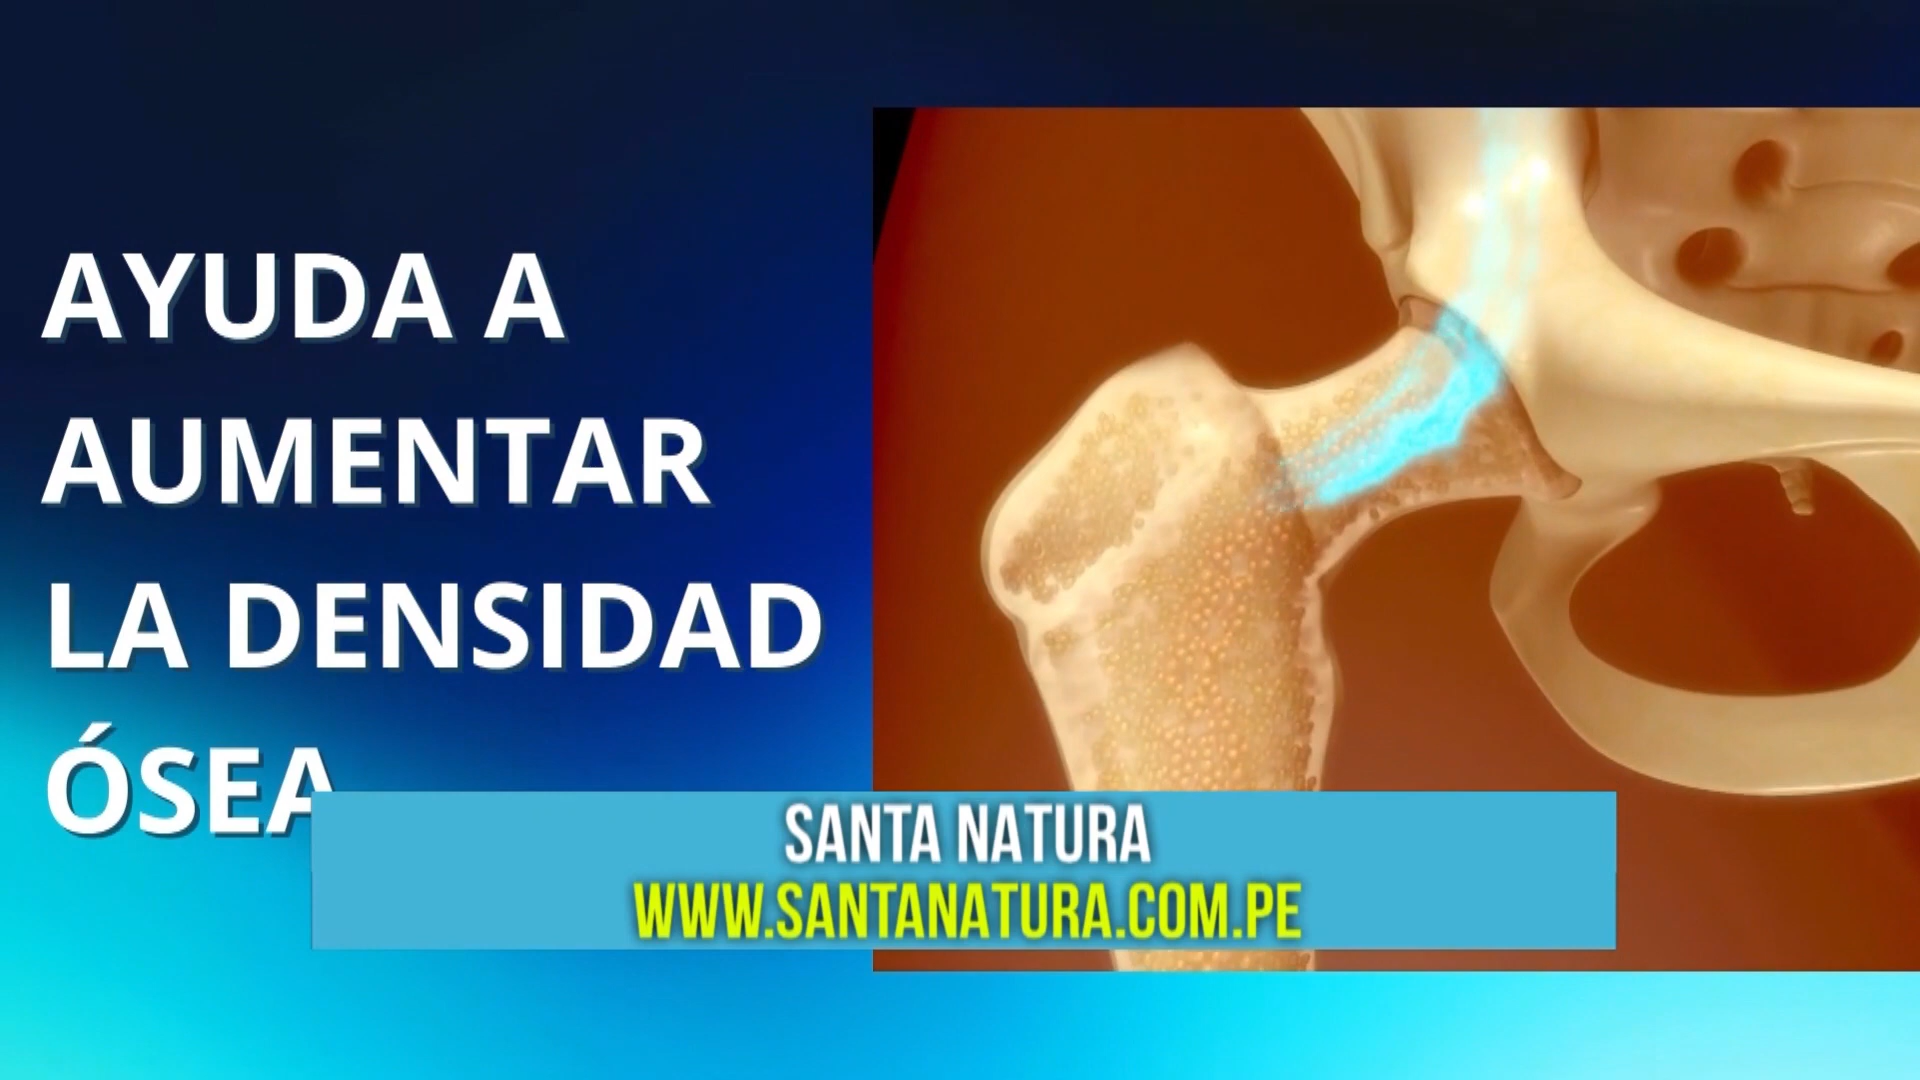 AYUDA A
AUMENTAR
LA DENSIDAD
ÓSEA
SANTA NATURA
WWW.SANTANATURA.COM.PE